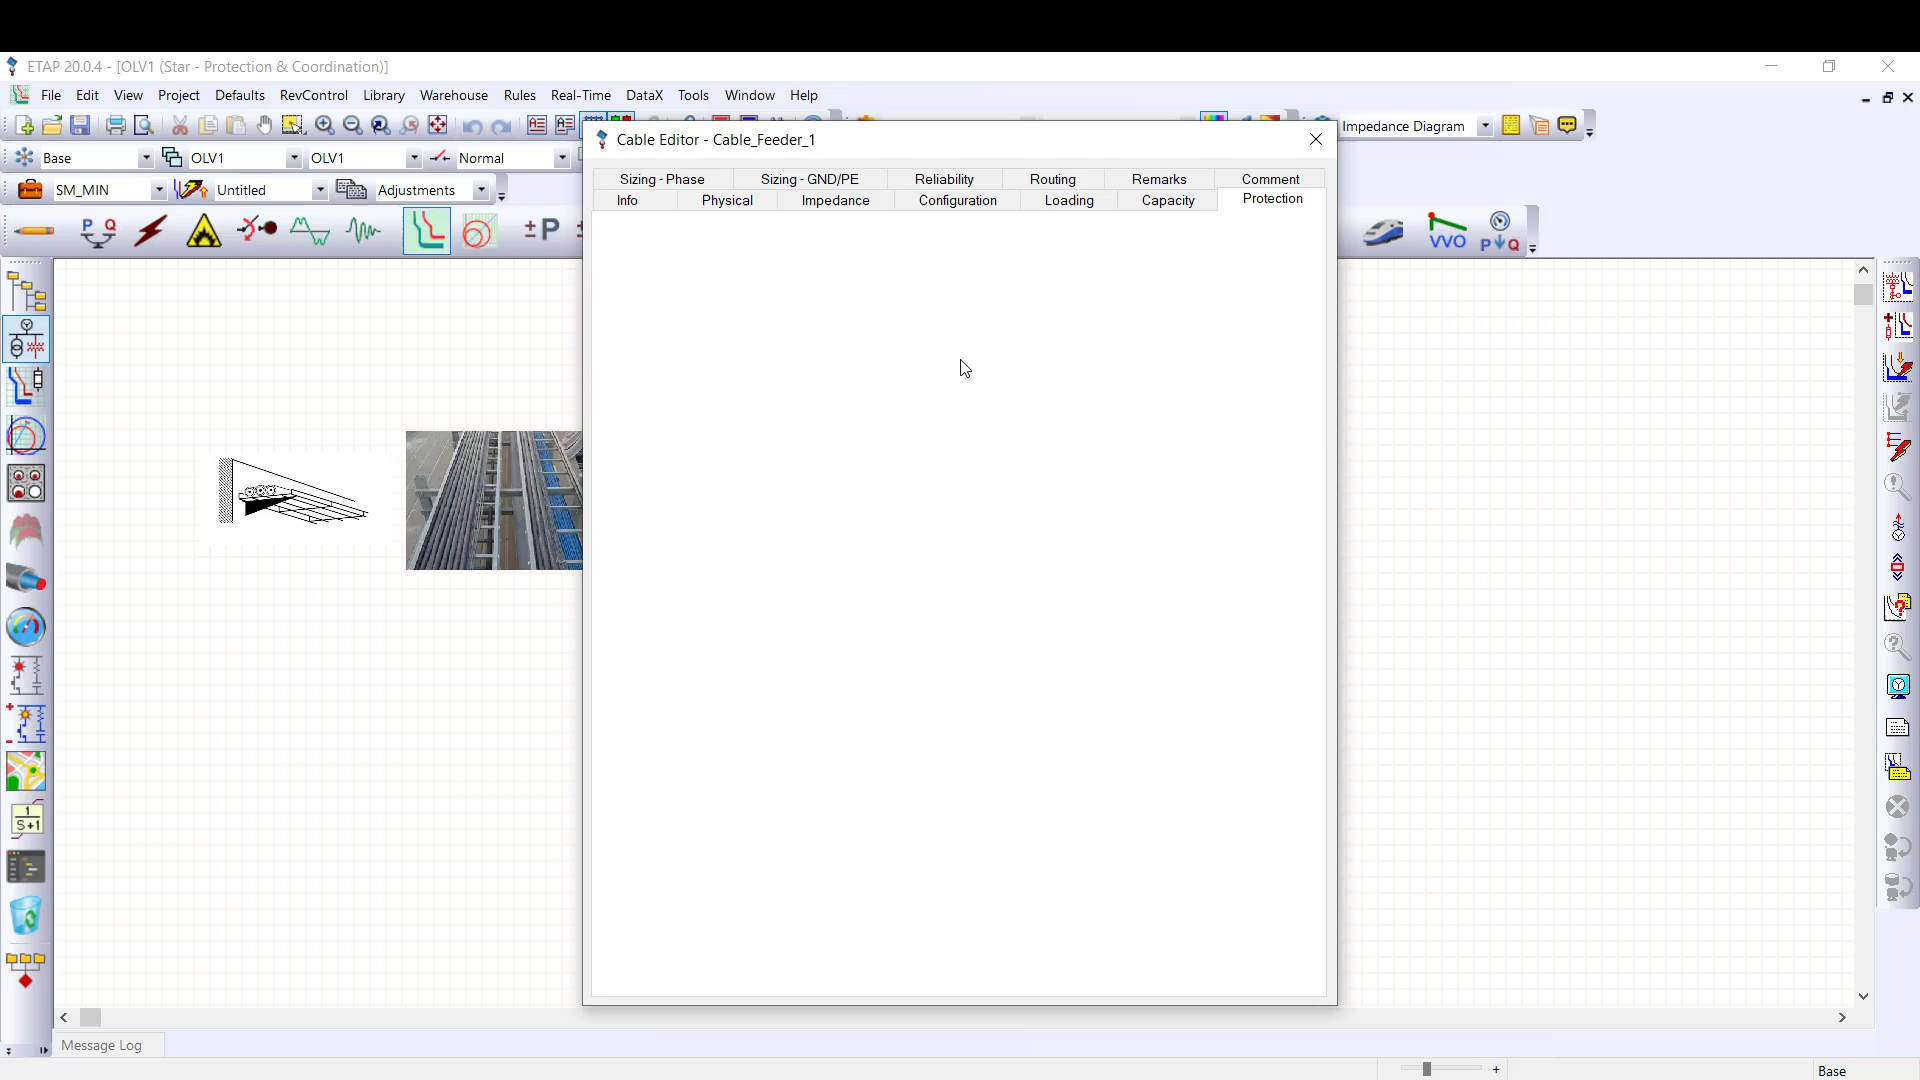 ETAP 20.0.4 - [OLV1 (Star - Protection & Coordination)]
File Edit View Project Defaults RevControl Library Warehouse Rules Real-Time DataX Tools Window Help
Impedance Diagram
Cable Editor - Cable_Feeder_1
Base OLV1 OLV1 Normal
Sizing - Phase Sizing - GND/PE Reliability Routing Remarks Comment
SM_MIN Untitled Adjustments
Info Physical Impedance Configuration Loading Capacity Protection
P Q ± P ± VVO P Q
1
S+1
Message Log
+
Base